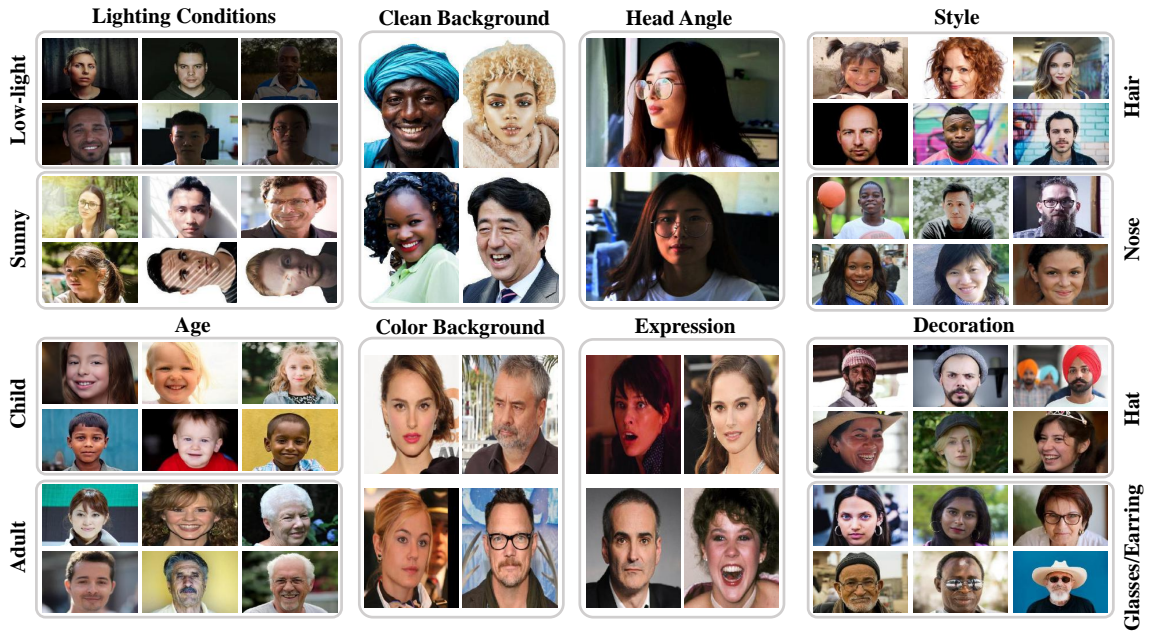 Lighting Conditions
Clean Background
Head Angle
Style
Low-light
Sunny
Hair
Nose
Age
Color Background
Expression
Decoration
Child
Adult
Hat
Glasses/Earring